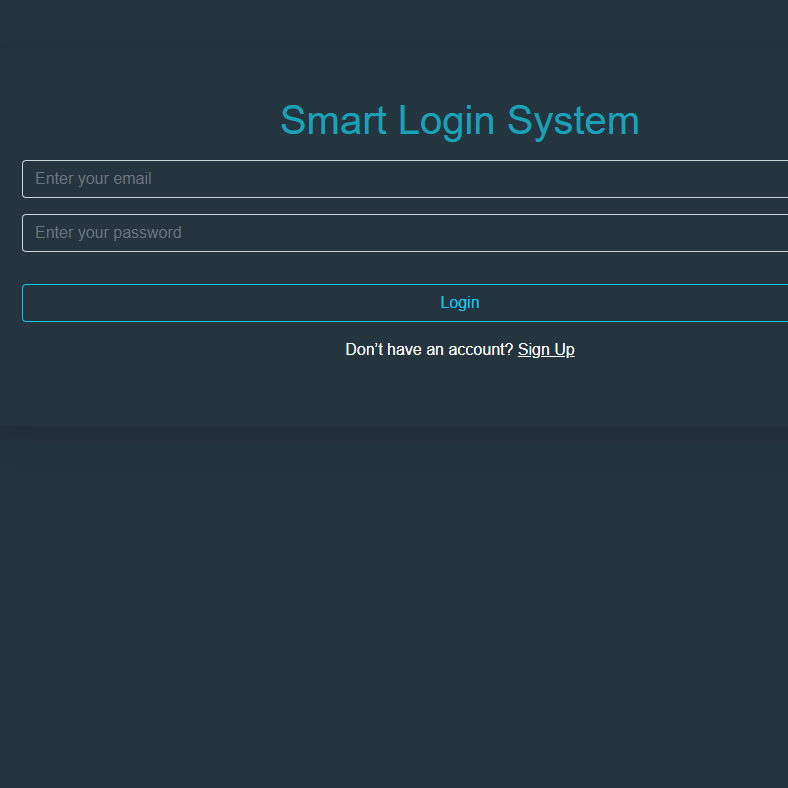 Smart Login System
Enter your email
Enter your password
Login
Don’t have an account? Sign Up